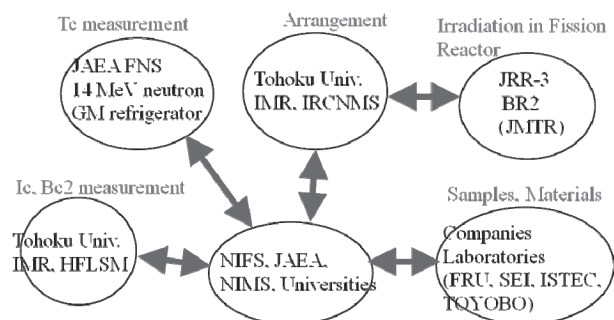 Tc measurement
JAEA FNS
14 MeV neutron
GM refrigerator
Arrangement
Tohoku Univ.
IMR, IRCNMS
Irradiation in Fission
Reactor
JRR-3
BR2
(JMTR)
Ic, Bc2 measurement
Tohoku Univ.
IMR, HFLSM
NIFS, JAEA,
NIMS, Universities
Samples, Materials
Companies
Laboratories
(FRU, SEI, ISTEC,
TOYOBO)